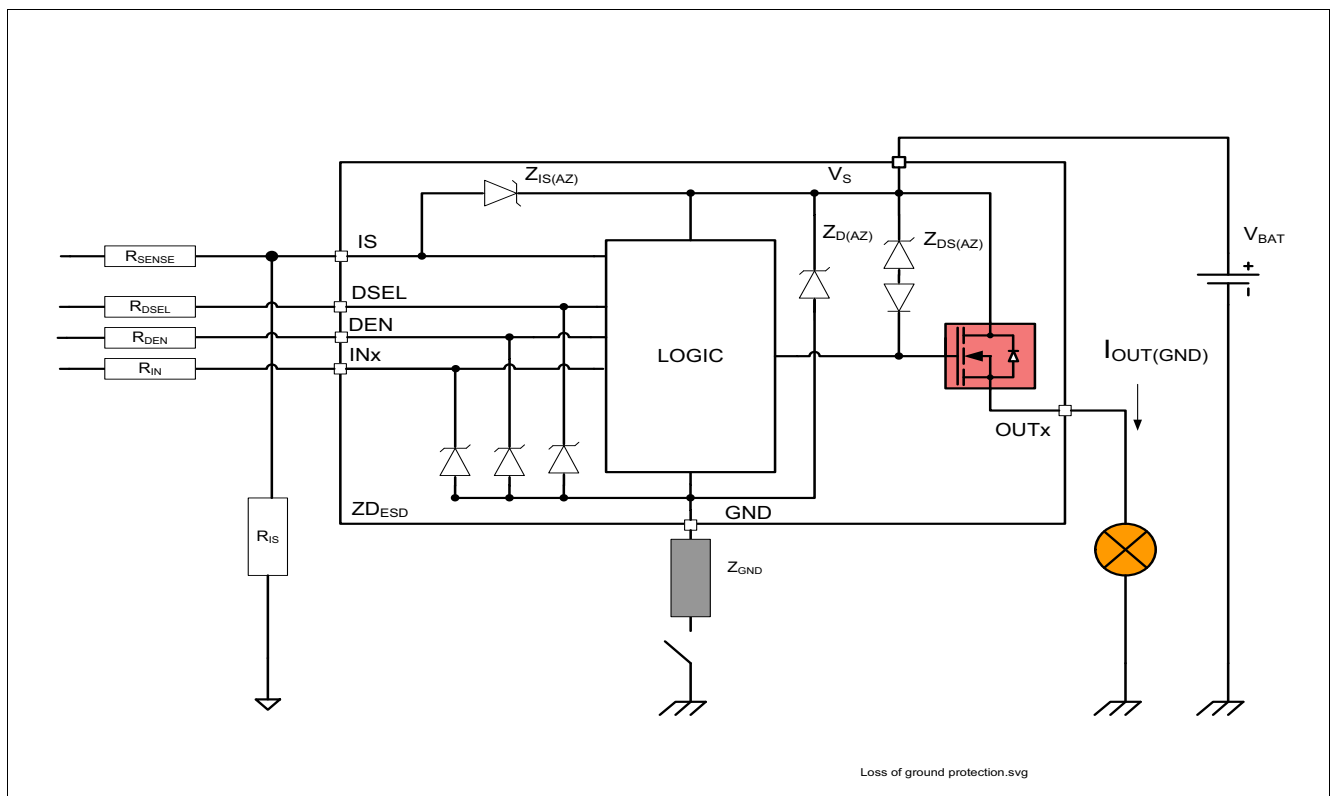 ZIS(AZ)
VS
ZD(AZ)
ZDS(AZ)
VBAT
+
-
IS
RSENSE
DSEL
RDSEL
DEN
RDEN
INx
RIN
LOGIC
IOUT(GND)
OUTx
ZDESD
GND
RIS
ZGND
Loss of ground protection.svg